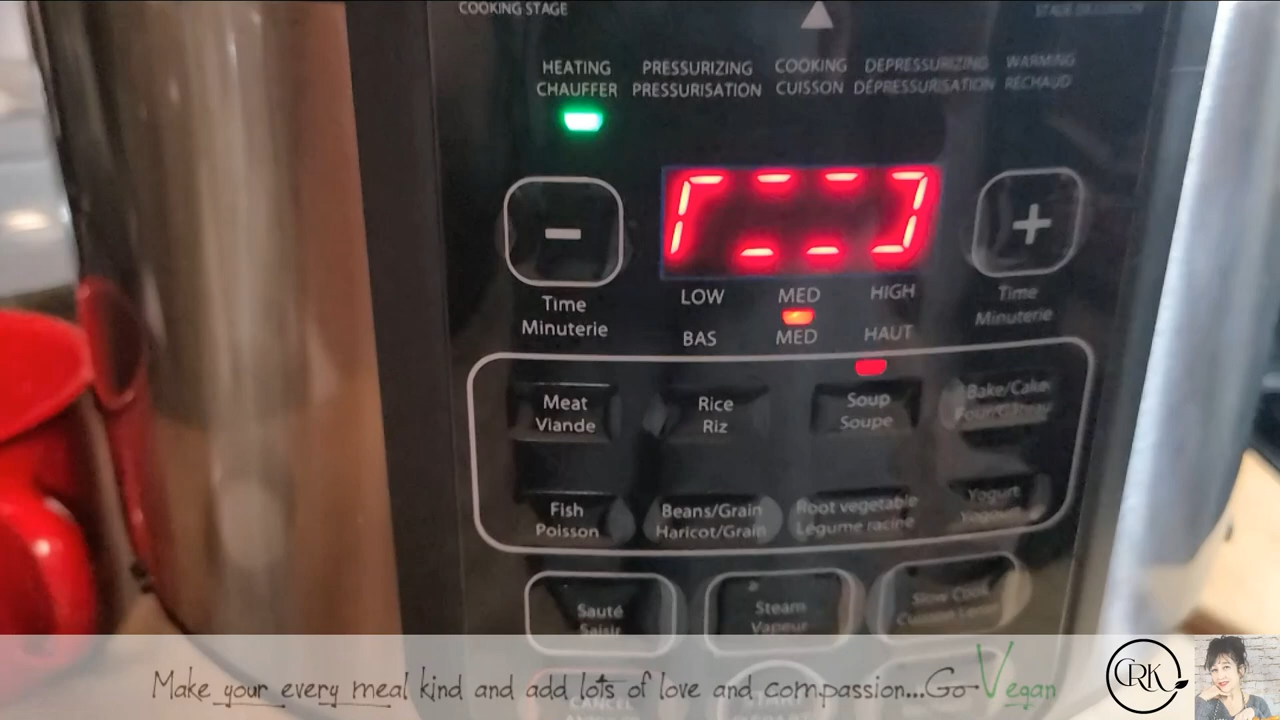 COOKING STAGE
HEATING PRESSURIZING COOKING DEPRESSURIZING WARMING
CHAUFFER PRESSURISATION CUISSON DÉPRESSURISATION RÉCHAUD
- +
Time LOW MED HIGH Time
Minuterie BAS MED HAUT Minuterie
Meat Rice Soup Bake/Cake
Viande Riz Soupe
Fish Beans/Grain Root vegetable Yogurt
Poisson Haricot/Grain Légume racine
Sauté Steam Slow Cook
Saisir Vapeur
Make your every meal kind and add lots of love and compassion...Go Vegan
CRK
CANCEL